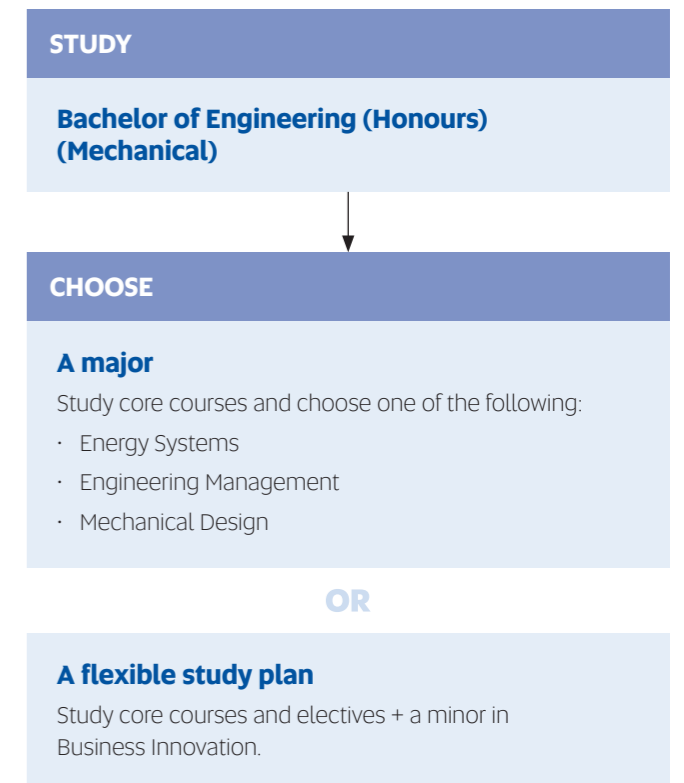 STUDY
Bachelor of Engineering (Honours)
(Mechanical)
CHOOSE
A major
Study core courses and choose one of the following:
· Energy Systems
· Engineering Management
· Mechanical Design
OR
A flexible study plan
Study core courses and electives + a minor in
Business Innovation.